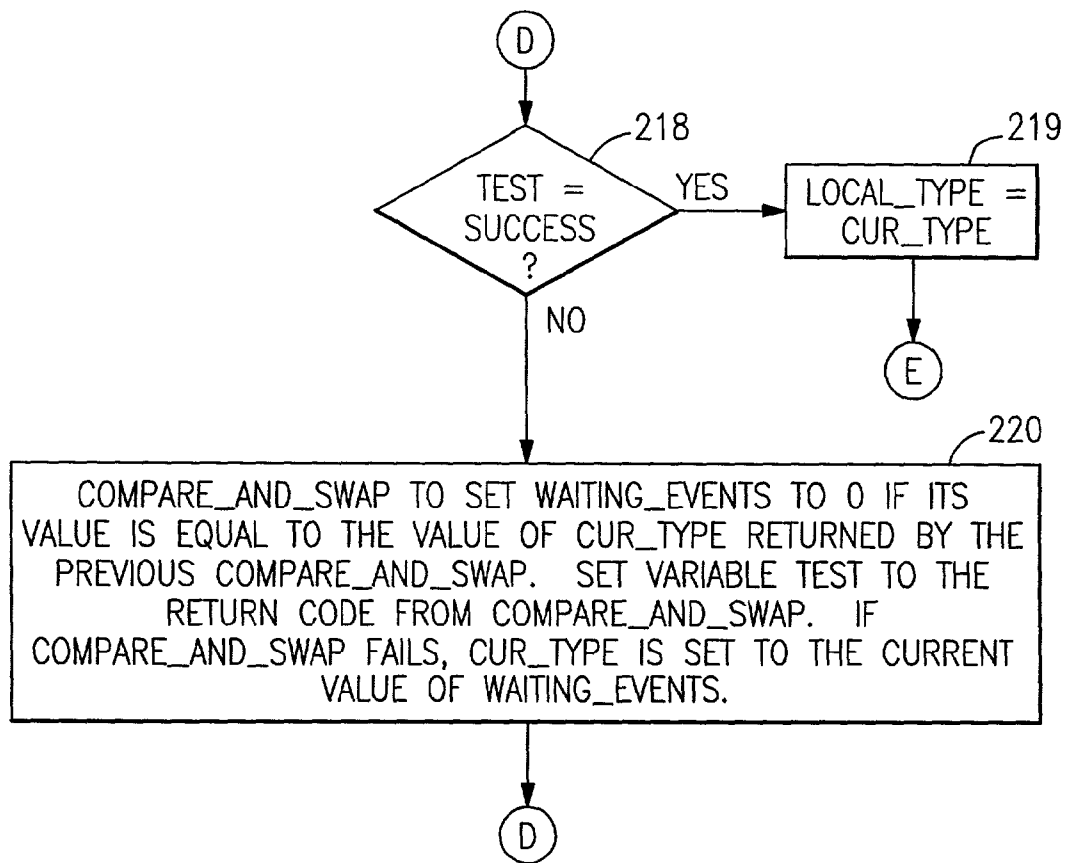 D
218
TEST =
SUCCESS
?
YES
219
LOCAL_TYPE =
CUR_TYPE
NO
E
220
COMPARE_AND_SWAP TO SET WAITING_EVENTS TO 0 IF ITS
VALUE IS EQUAL TO THE VALUE OF CUR_TYPE RETURNED BY THE
PREVIOUS COMPARE_AND_SWAP. SET VARIABLE TEST TO THE
RETURN CODE FROM COMPARE_AND_SWAP. IF
COMPARE_AND_SWAP FAILS, CUR_TYPE IS SET TO THE CURRENT
VALUE OF WAITING_EVENTS.
D